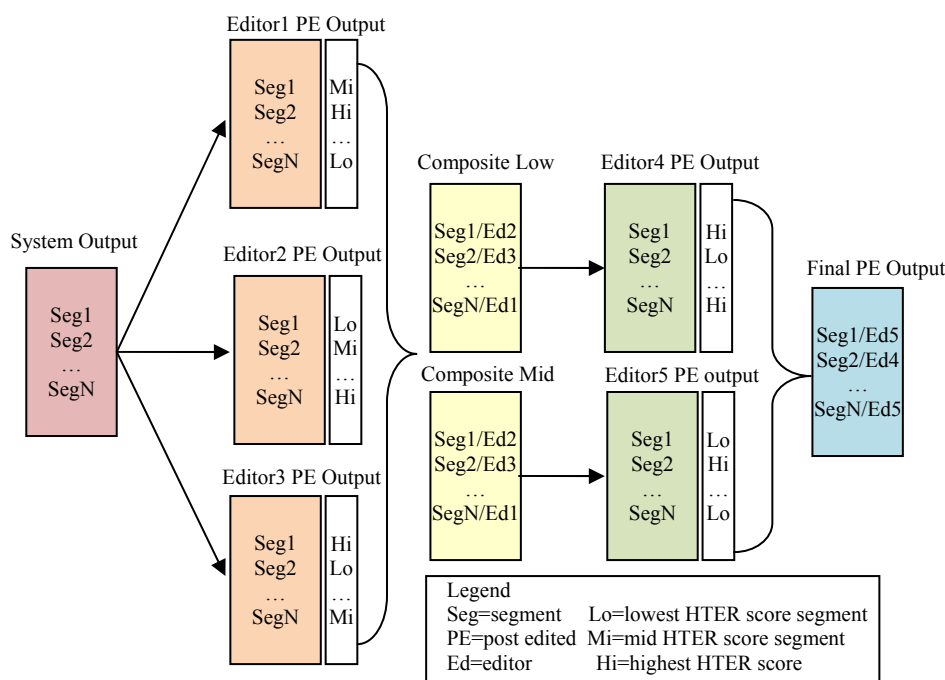 Editor1 PE Output
Seg1
Seg2
…
SegN
Mi
Hi
…
Lo
System Output
Seg1
Seg2
…
SegN
Editor2 PE Output
Seg1
Seg2
…
SegN
Lo
Mi
…
Hi
Editor3 PE Output
Seg1
Seg2
…
SegN
Hi
Lo
…
Mi
Composite Low
Seg1/Ed2
Seg2/Ed3
…
SegN/Ed1
Composite Mid
Seg1/Ed2
Seg2/Ed3
…
SegN/Ed1
Editor4 PE Output
Seg1
Seg2
…
SegN
Hi
Lo
…
Hi
Editor5 PE output
Seg1
Seg2
…
SegN
Lo
Hi
…
Lo
Final PE Output
Seg1/Ed5
Seg2/Ed4
…
SegN/Ed5
Legend
Seg=segment Lo=lowest HTER score segment
PE=post edited Mi=mid HTER score segment
Ed=editor Hi=highest HTER score